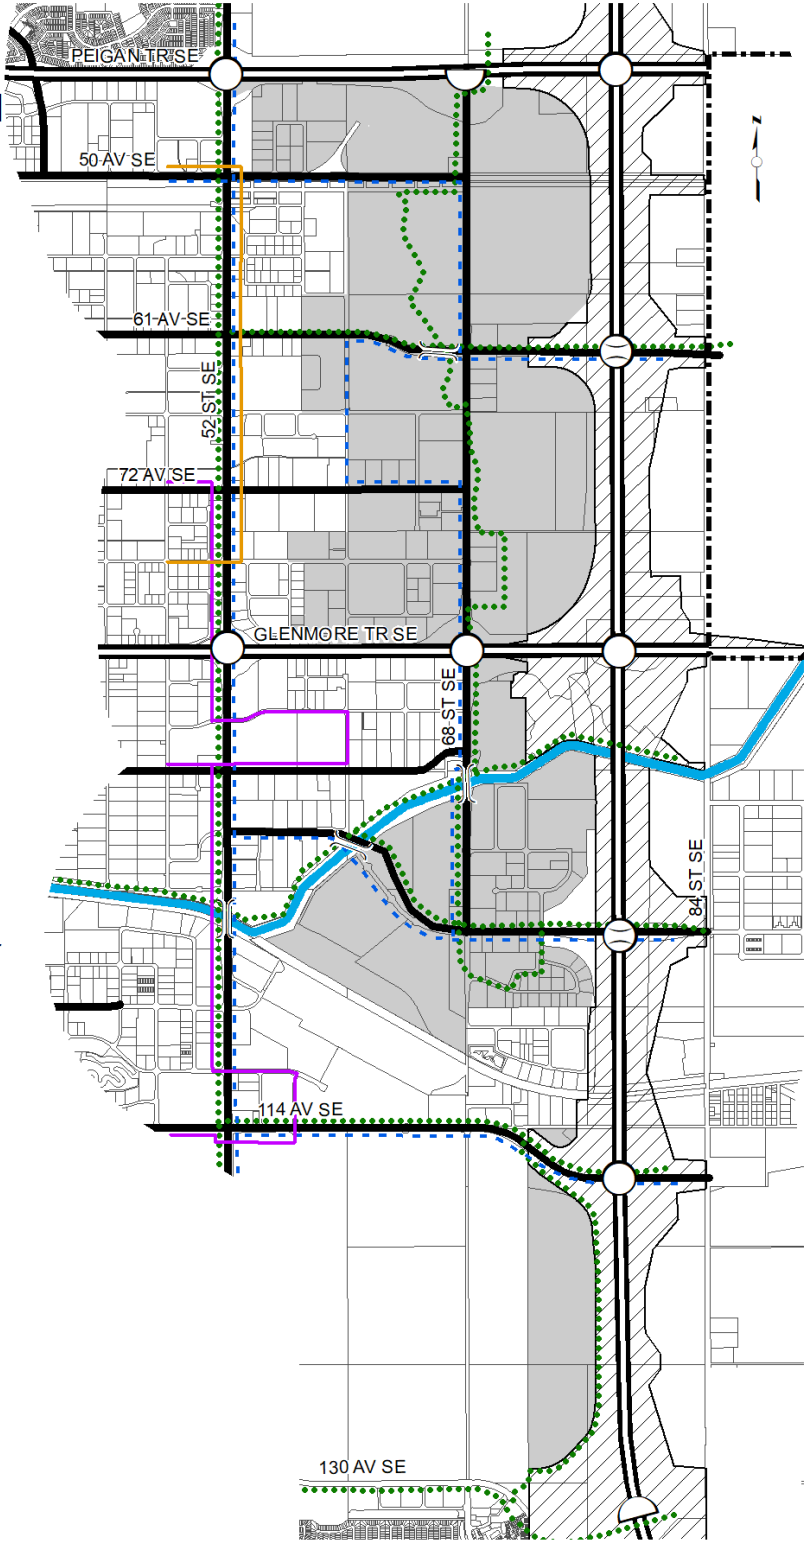 PEIGAN TR SE
50 AV SE
61 AV SE
52 ST SE
72 AV SE
GLENMORE TR SE
68 ST SE
84 ST SE
114 AV SE
130 AV SE